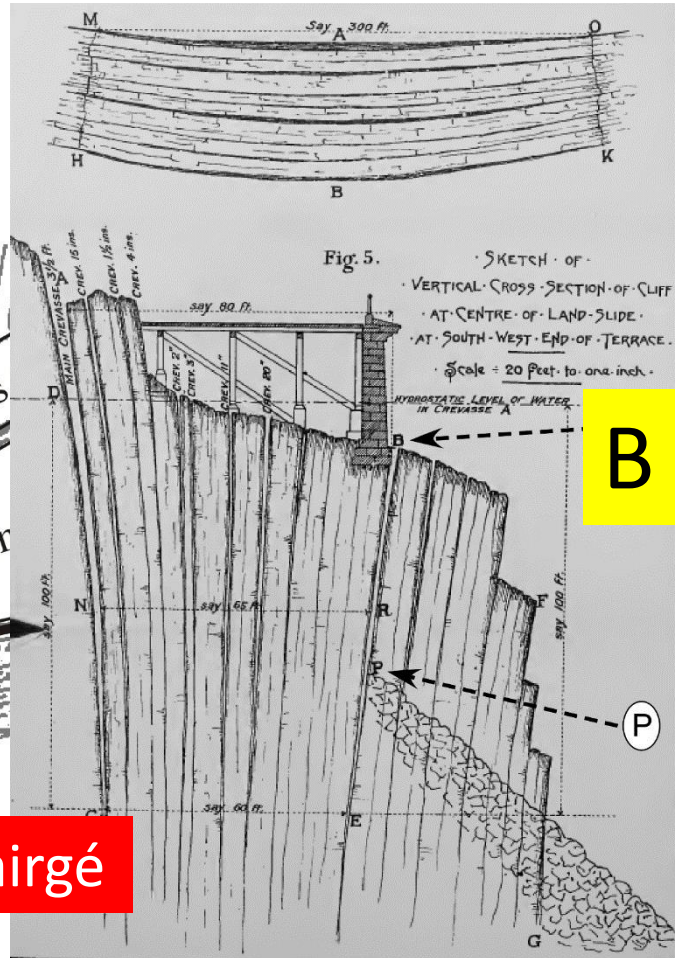 M
Say 300 ft.
A
O
H
B
K
Fig. 5.
SKETCH OF
VERTICAL CROSS SECTION OF CLIFF
AT CENTRE OF LAND-SLIDE
AT SOUTH-WEST END OF TERRACE.
Scale ÷ 20 feet to one inch.
A
MAIN CREVASSE 3½ ft.
CREV. 15 ins.
CREV. 1½ ins.
CREV. 4 ins.
say 80 ft.
D
CREV. 2"
CREV. 3"
CREV. 11"
CREV. 20"
HYDROSTATIC LEVEL OF WATER
IN CREVASSE A
B
B
say 100 ft.
N
say 65 ft.
R
F
say 100 ft.
P
P
say 60 ft.
E
G